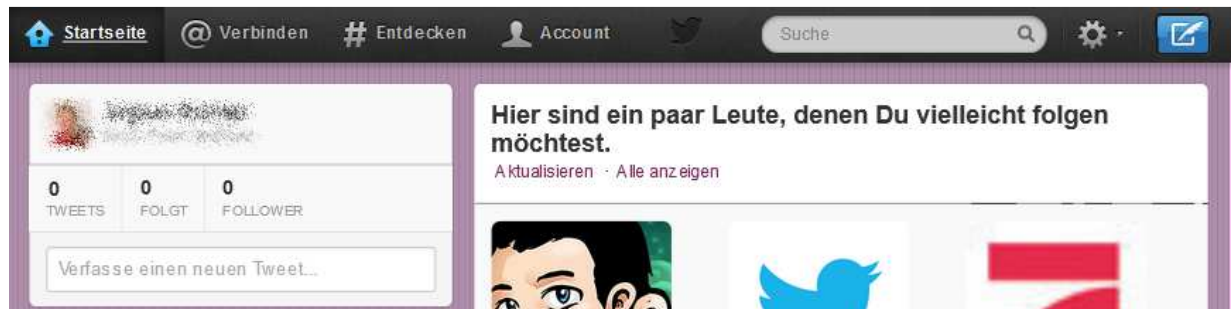 Startseite @ Verbinden # Entdecken Account Suche
Hier sind ein paar Leute, denen Du vielleicht folgen
möchtest.
Aktualisieren · Alle anzeigen
0 0 0
TWEETS FOLGT FOLLOWER
Verfasse einen neuen Tweet...